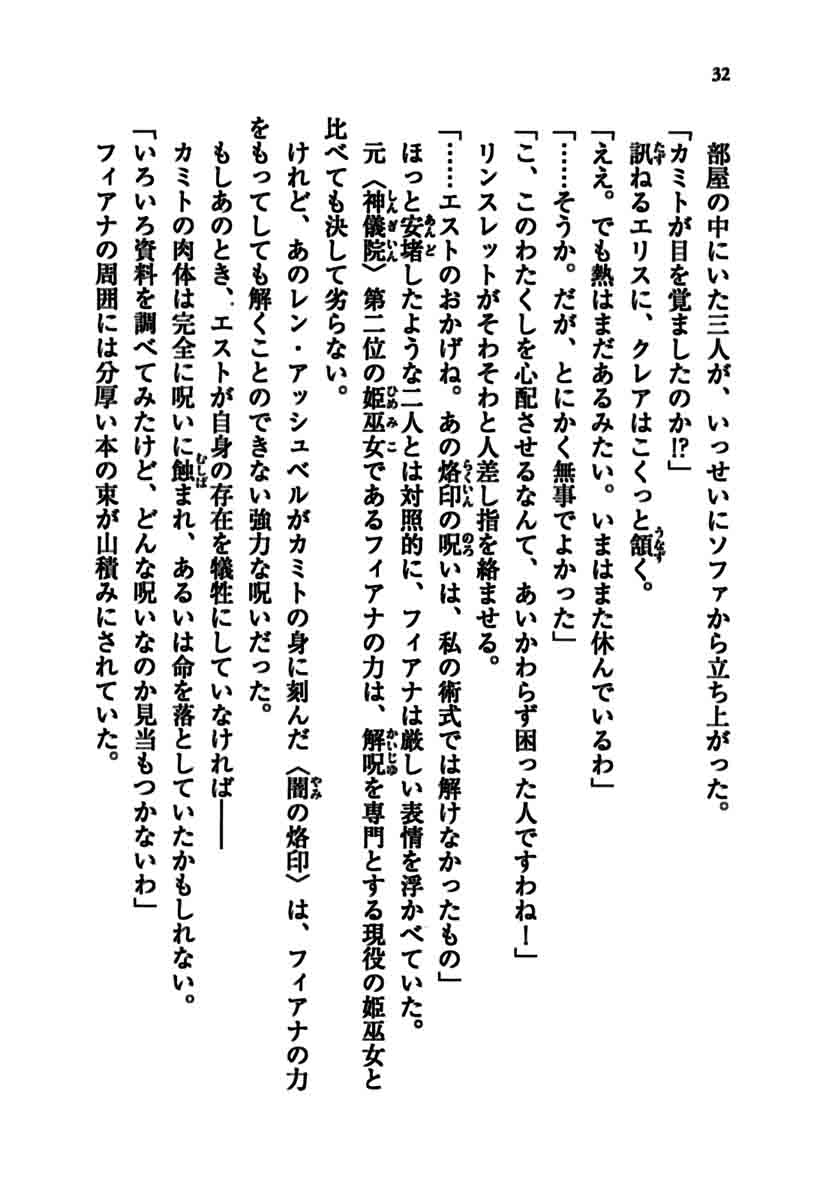 32
部屋の中にいた三人が、いっせいにソファから立ち上がった。
「カミトが目を覚ましたのか!?」
訊ねるエリスに、クレアはこくっと頷く。
「ええ。でも熱はまだあるみたい。いまはまた休んでいるわ」
「……そうか。だが、とにかく無事でよかった」
「こ、このわたくしを心配させるなんて、あいかわらず困った人ですわね！」
リンスレットがそわそわと人差し指を絡ませる。
「……エストのおかげね。あの烙印の呪いは、私の術式では解けなかったもの」
ほっと安堵したような二人とは対照的に、フィアナは厳しい表情を浮かべていた。
元〈神儀院〉第二位の姫巫女であるフィアナの力は、解呪を専門とする現役の姫巫女と
比べても決して劣らない。
けれど、あのレン・アッシュベルがカミトの身に刻んだ〈闇の烙印〉は、フィアナの力
をもってしても解くことのできない強力な呪いだった。
もしあのとき、エストが自身の存在を犠牲にしていなければ――
カミトの肉体は完全に呪いに蝕まれ、あるいは命を落としていたかもしれない。
「いろいろ資料を調べてみたけど、どんな呪いなのか見当もつかないわ」
フィアナの周囲には分厚い本の束が山積みにされていた。